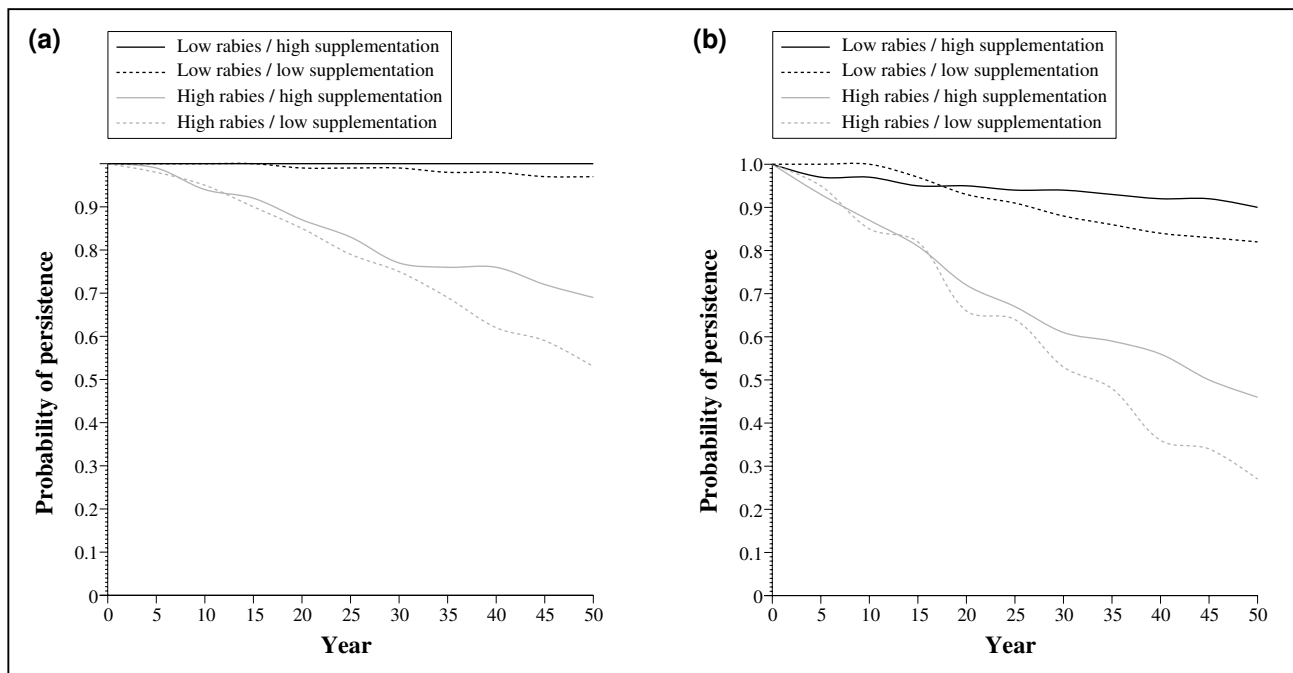 (a)
Low rabies / high supplementation
Low rabies / low supplementation
High rabies / high supplementation
High rabies / low supplementation
0.9
0.8
0.7
0.6
0.5
0.4
0.3
0.2
0.1
0
Probability of persistence
0 5 10 15 20 25 30 35 40 45 50
Year
(b)
Low rabies / high supplementation
Low rabies / low supplementation
High rabies / high supplementation
High rabies / low supplementation
1.0
0.9
0.8
0.7
0.6
0.5
0.4
0.3
0.2
0.1
0
Probability of persistence
0 5 10 15 20 25 30 35 40 45 50
Year